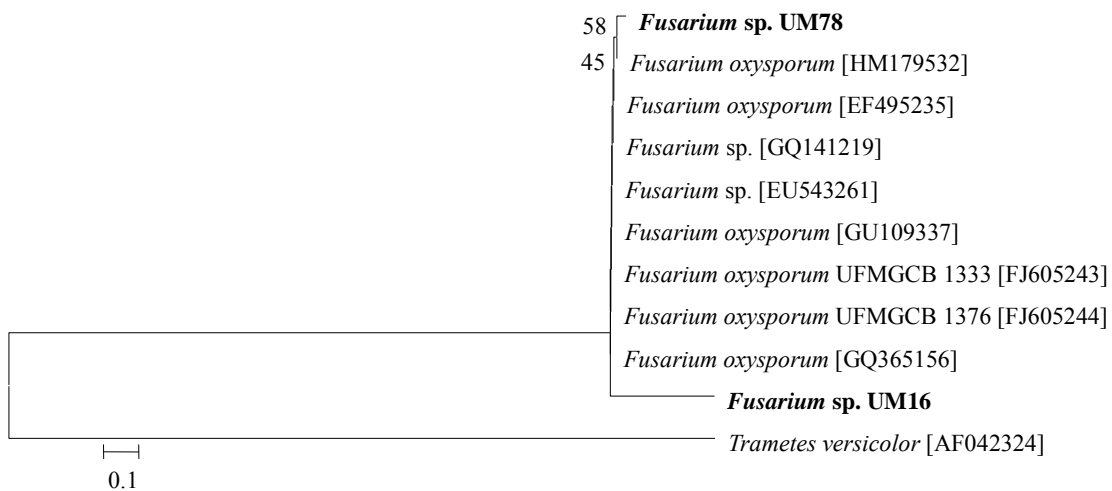 58
Fusarium sp. UM78
45
Fusarium oxysporum [HM179532]
Fusarium oxysporum [EF495235]
Fusarium sp. [GQ141219]
Fusarium sp. [EU543261]
Fusarium oxysporum [GU109337]
Fusarium oxysporum UFMGCB 1333 [FJ605243]
Fusarium oxysporum UFMGCB 1376 [FJ605244]
Fusarium oxysporum [GQ365156]
Fusarium sp. UM16
Trametes versicolor [AF042324]
0.1